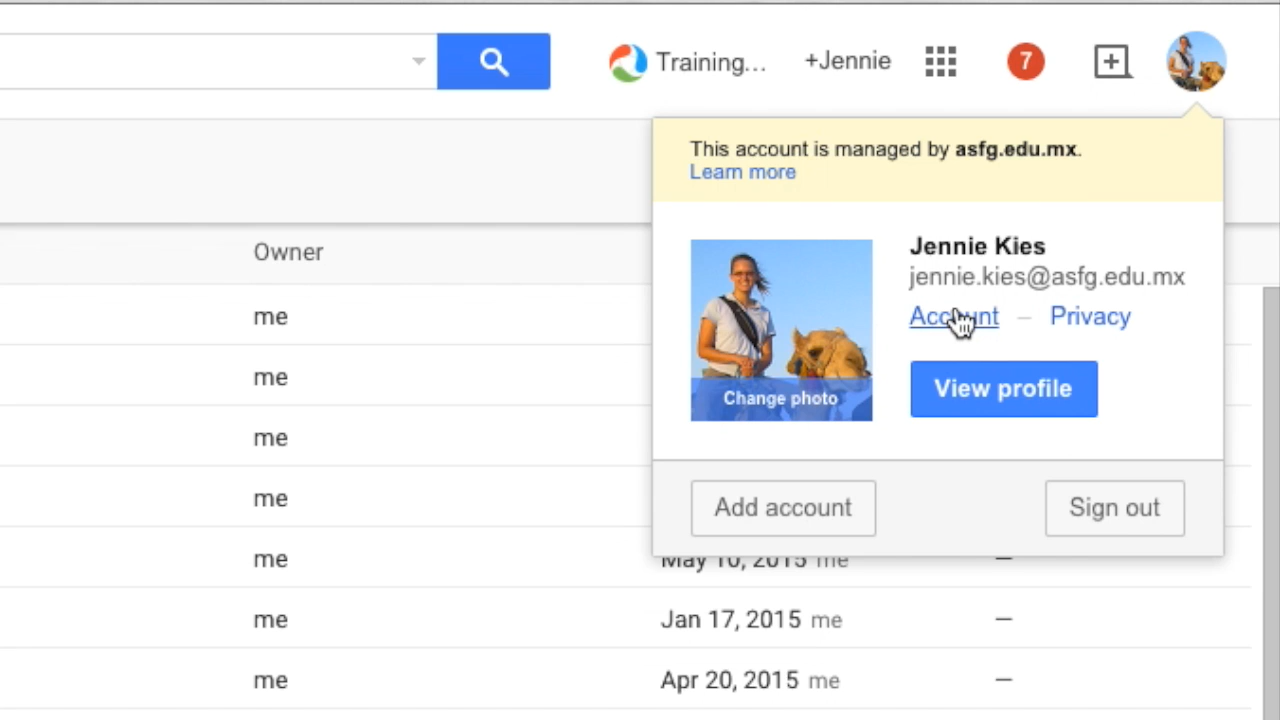 Training... +Jennie 7
This account is managed by asfg.edu.mx.
Learn more
Owner
Jennie Kies
jennie.kies@asfg.edu.mx
me
Account – Privacy
me
Change photo
View profile
me
me
Add account
Sign out
me May 10, 2015 me –
me Jan 17, 2015 me –
me Apr 20, 2015 me –